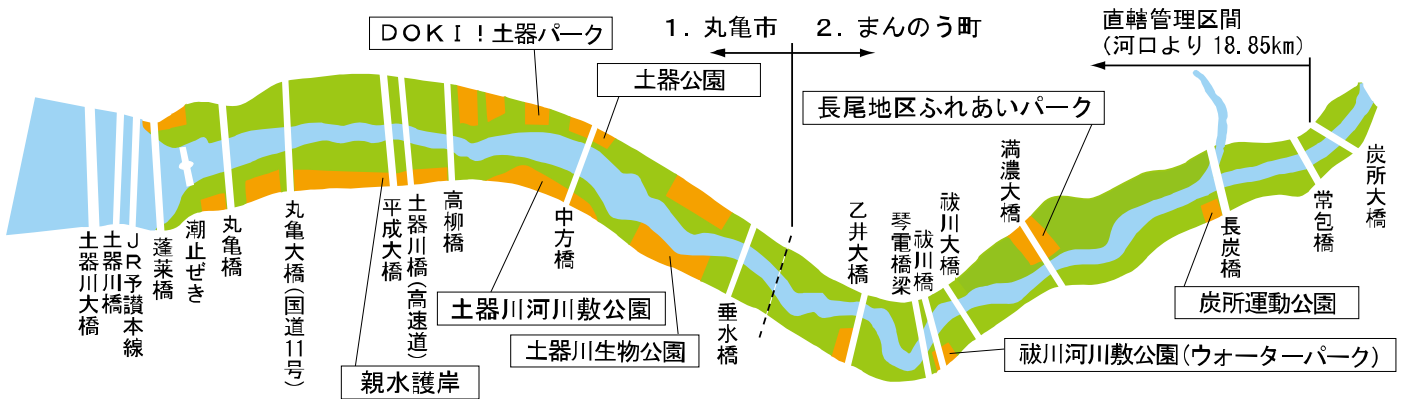 DOKI！土器パーク
1. 丸亀市
2. まんのう町
直轄管理区間
(河口より18.85km)
土器公園
長尾地区ふれあいパーク
土器川大橋
土器川橋
JR予讃本線
蓬莱橋
潮止ぜき
丸亀橋
丸亀大橋(国道11号)
平成大橋
土器川橋(高速道)
高柳橋
中方橋
垂水橋
乙井大橋
琴電橋梁
祓川橋
祓川大橋
満濃大橋
長炭橋
常包橋
炭所大橋
土器川河川敷公園
土器川生物公園
親水護岸
炭所運動公園
祓川河川敷公園(ウォーターパーク)